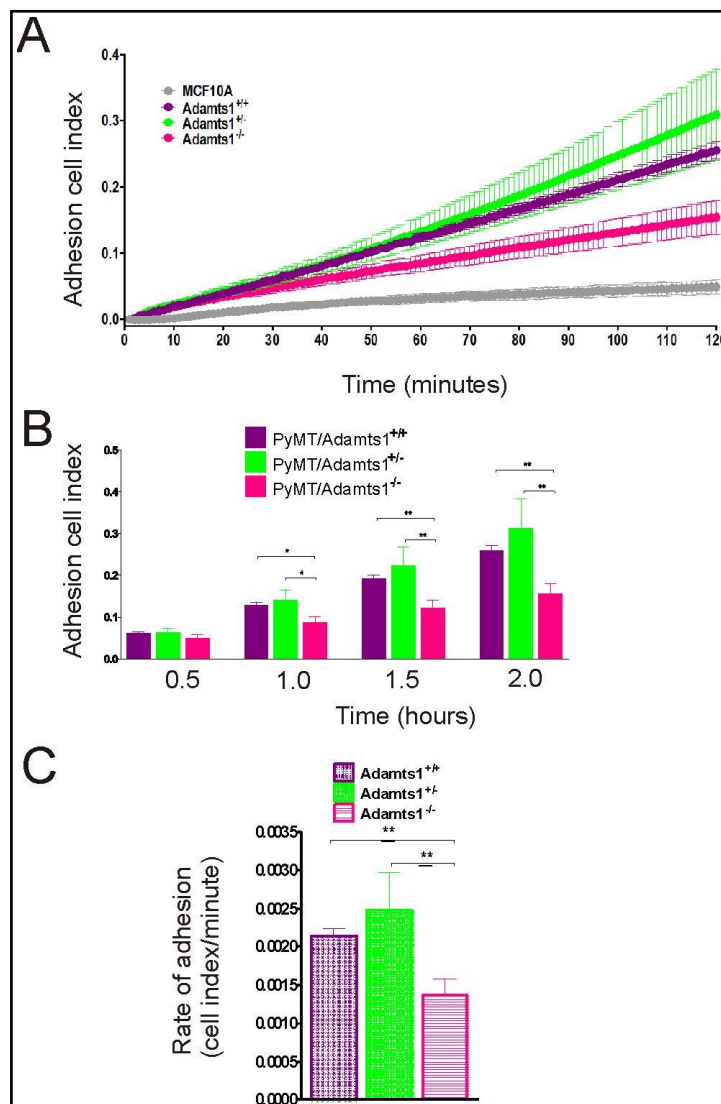 A
Adhesion cell index
0.4
0.3
0.2
0.1
0.0
MCF10A
Adamts1+/+
Adamts1+/-
Adamts1-/-
0 10 20 30 40 50 60 70 80 90 100 110 120
Time (minutes)
B
Adhesion cell index
0.5
0.4
0.3
0.2
0.1
0.0
PyMT/Adamts1+/+
PyMT/Adamts1+/-
PyMT/Adamts1-/-
*
*
**
**
**
**
0.5 1.0 1.5 2.0
Time (hours)
C
Adamts1+/+
Adamts1+/-
Adamts1-/-
Rate of adhesion
(cell index/minute)
0.0035
0.0030
0.0025
0.0020
0.0015
0.0010
0.0005
0.0000
**
**